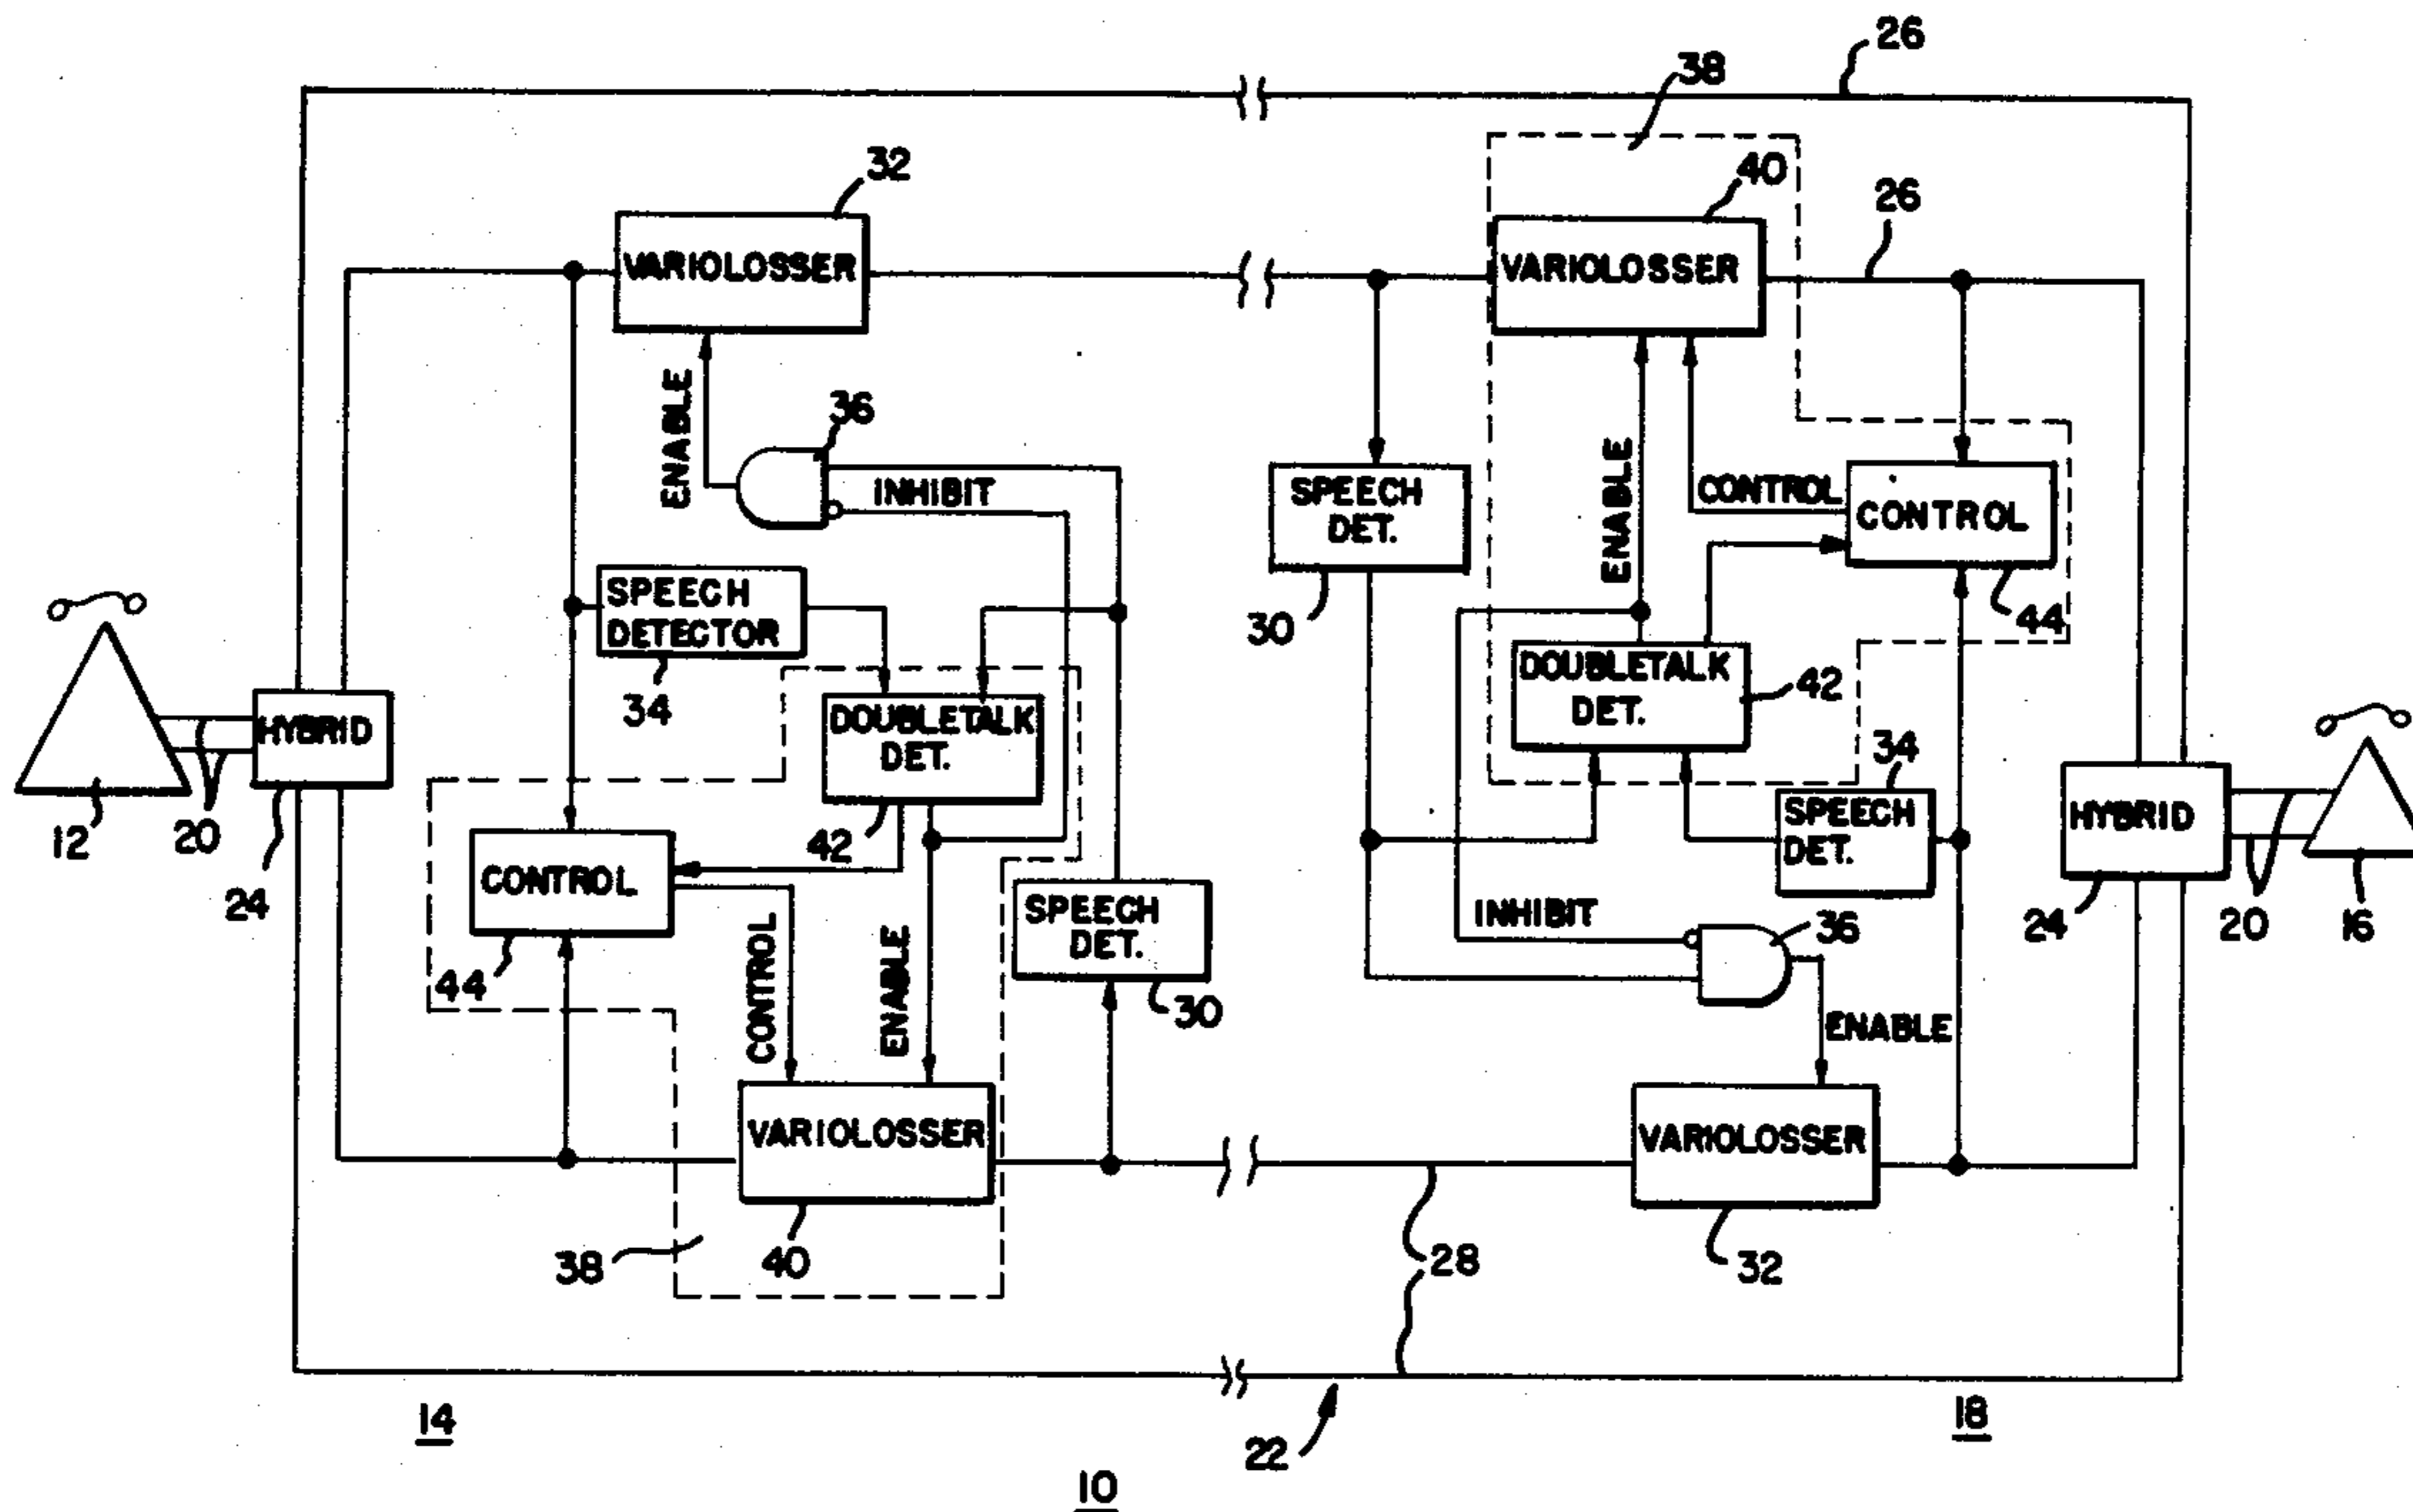 26
38
32
40
26
VARIOLOSSER
VARIOLOSSER
ENABLE
36
INHIBIT
SPEECH
DET.
30
ENABLE
CONTROL
CONTROL
44
SPEECH
DETECTOR
34
DOUBLETALK
DET.
42
DOUBLETALK
DET.
42
34
SPEECH
DET.
HYBRID
24
20
12
HYBRID
24
20
16
CONTROL
44
CONTROL
ENABLE
SPEECH
DET.
30
INHIBIT
36
ENABLE
VARIOLOSSER
40
38
VARIOLOSSER
32
28
14
22
18
10